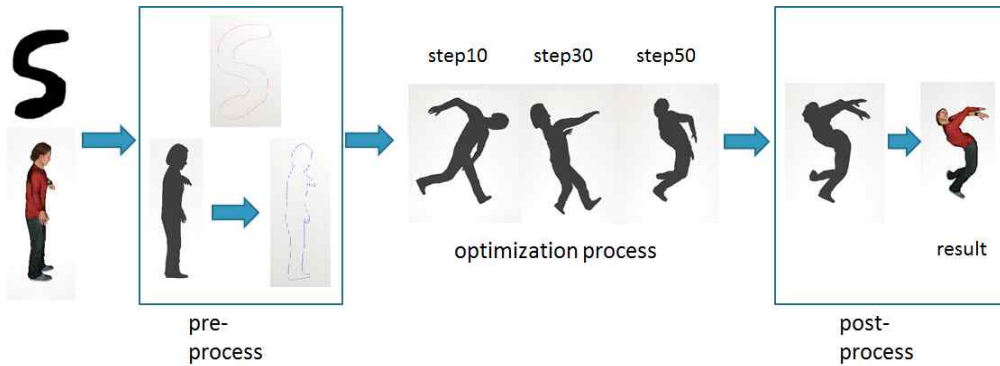 S
step10 step30 step50
optimization process
result
pre-
process
post-
process